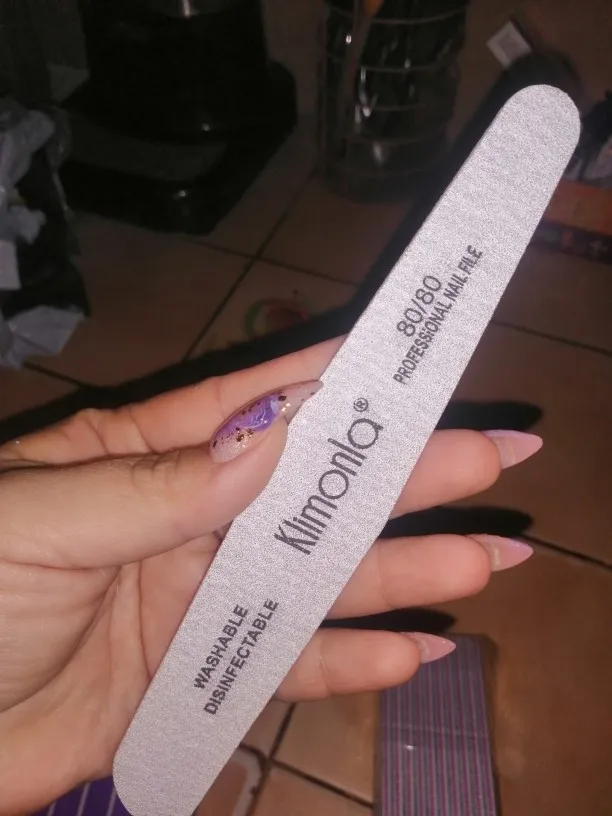 80/80
PROFESSIONAL NAIL FILE
Klimonla®
WASHABLE
DISINFECTABLE